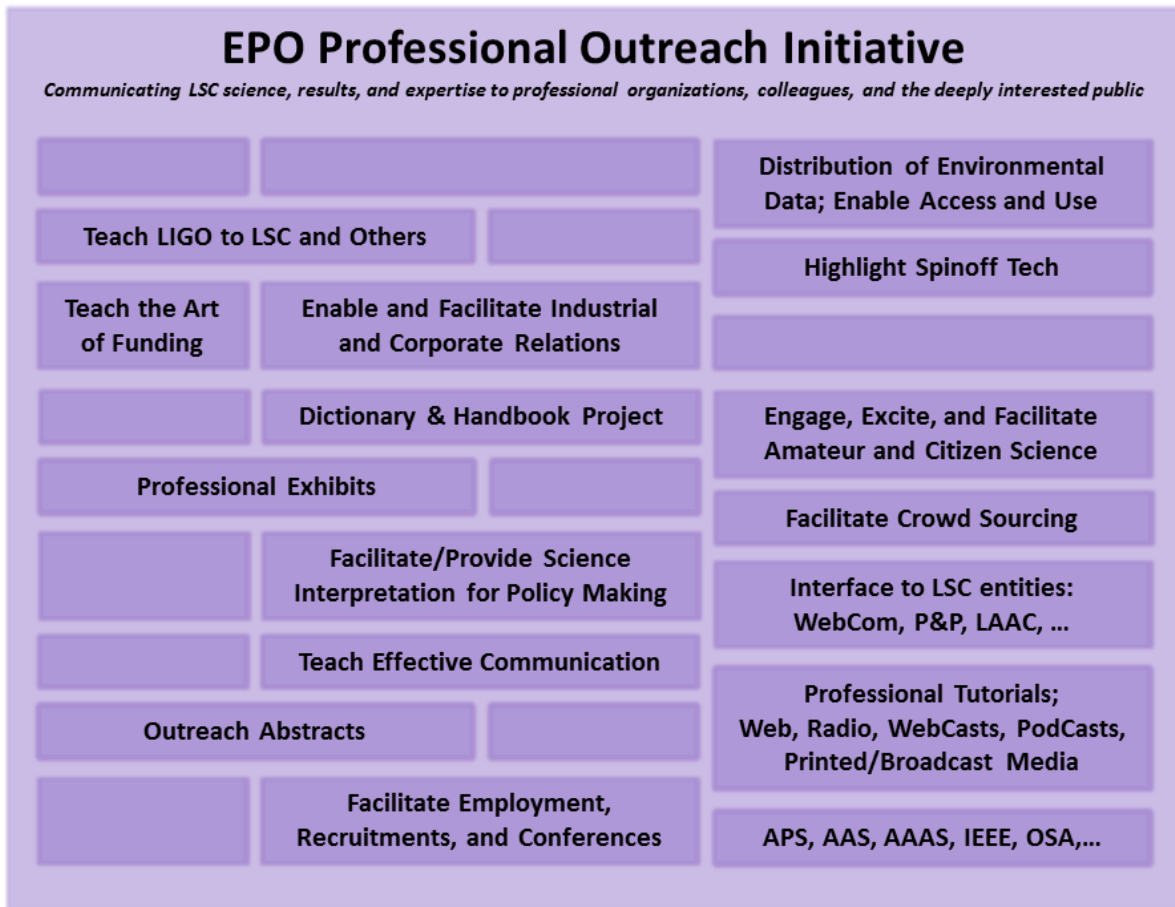 EPO Professional Outreach Initiative
Communicating LSC science, results, and expertise to professional organizations, colleagues, and the deeply interested public
Teach LIGO to LSC and Others
Teach the Art
of Funding
Enable and Facilitate Industrial
and Corporate Relations
Dictionary & Handbook Project
Professional Exhibits
Facilitate/Provide Science
Interpretation for Policy Making
Teach Effective Communication
Outreach Abstracts
Facilitate Employment,
Recruitments, and Conferences
Distribution of Environmental
Data; Enable Access and Use
Highlight Spinoff Tech
Engage, Excite, and Facilitate
Amateur and Citizen Science
Facilitate Crowd Sourcing
Interface to LSC entities:
WebCom, P&P, LAAC, ...
Professional Tutorials;
Web, Radio, WebCasts, PodCasts,
Printed/Broadcast Media
APS, AAS, AAAS, IEEE, OSA,...